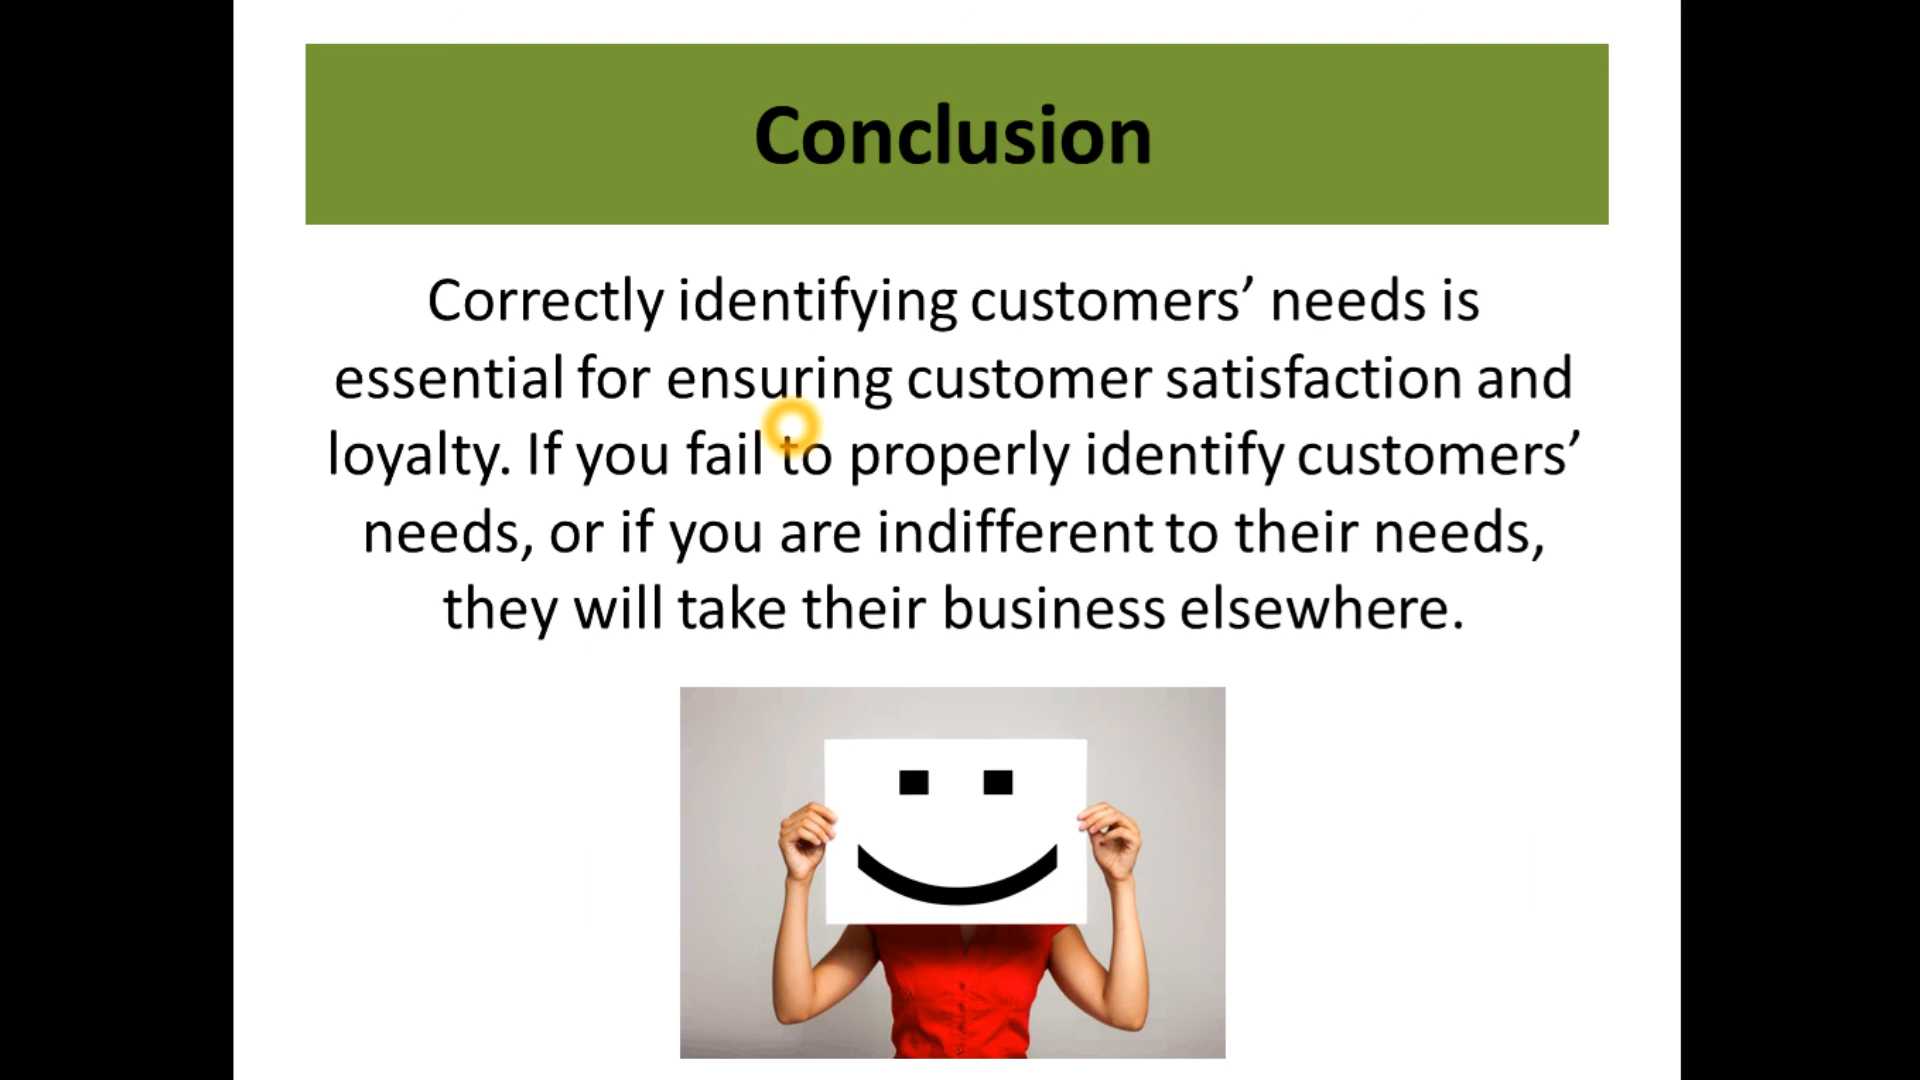 Conclusion
Correctly identifying customers’ needs is
essential for ensuring customer satisfaction and
loyalty. If you fail to properly identify customers’
needs, or if you are indifferent to their needs,
they will take their business elsewhere.